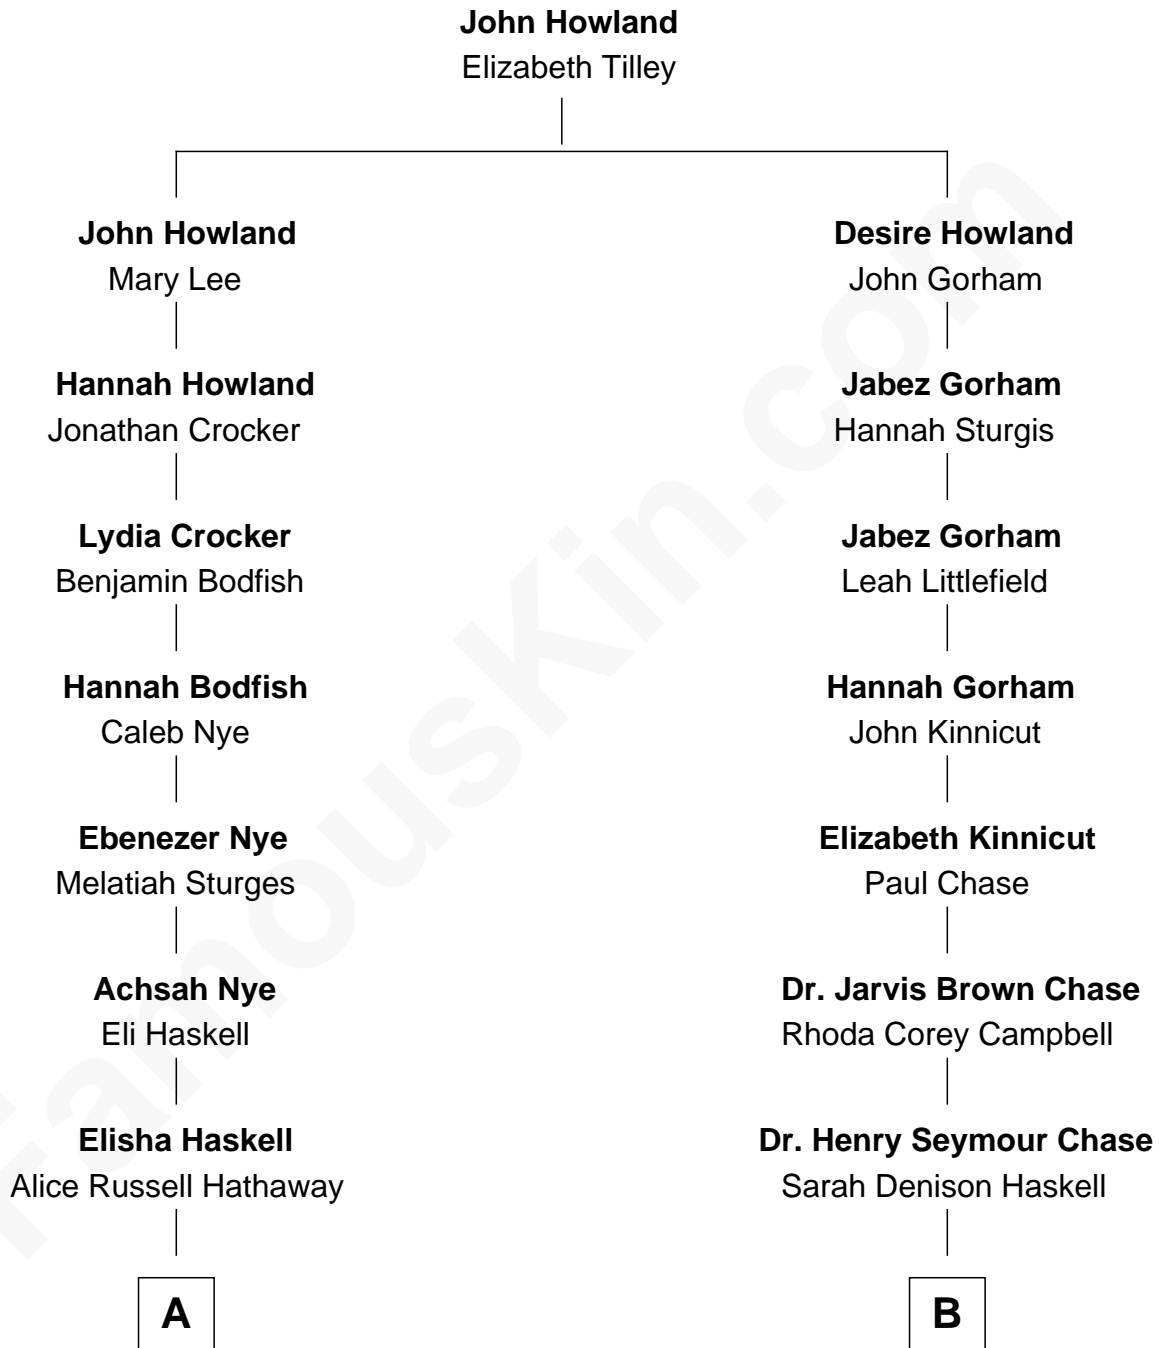 John Howland
Elizabeth Tilley
John Howland
Mary Lee
Desire Howland
John Gorham
Hannah Howland
Jonathan Crocker
Jabez Gorham
Hannah Sturgis
Lydia Crocker
Benjamin Bodfish
Jabez Gorham
Leah Littlefield
Hannah Bodfish
Caleb Nye
Hannah Gorham
John Kinnicut
Ebenezer Nye
Melatiah Sturges
Elizabeth Kinnicut
Paul Chase
Achsah Nye
Eli Haskell
Dr. Jarvis Brown Chase
Rhoda Corey Campbell
Elisha Haskell
Alice Russell Hathaway
Dr. Henry Seymour Chase
Sarah Denison Haskell
A
B
FamousKin.com